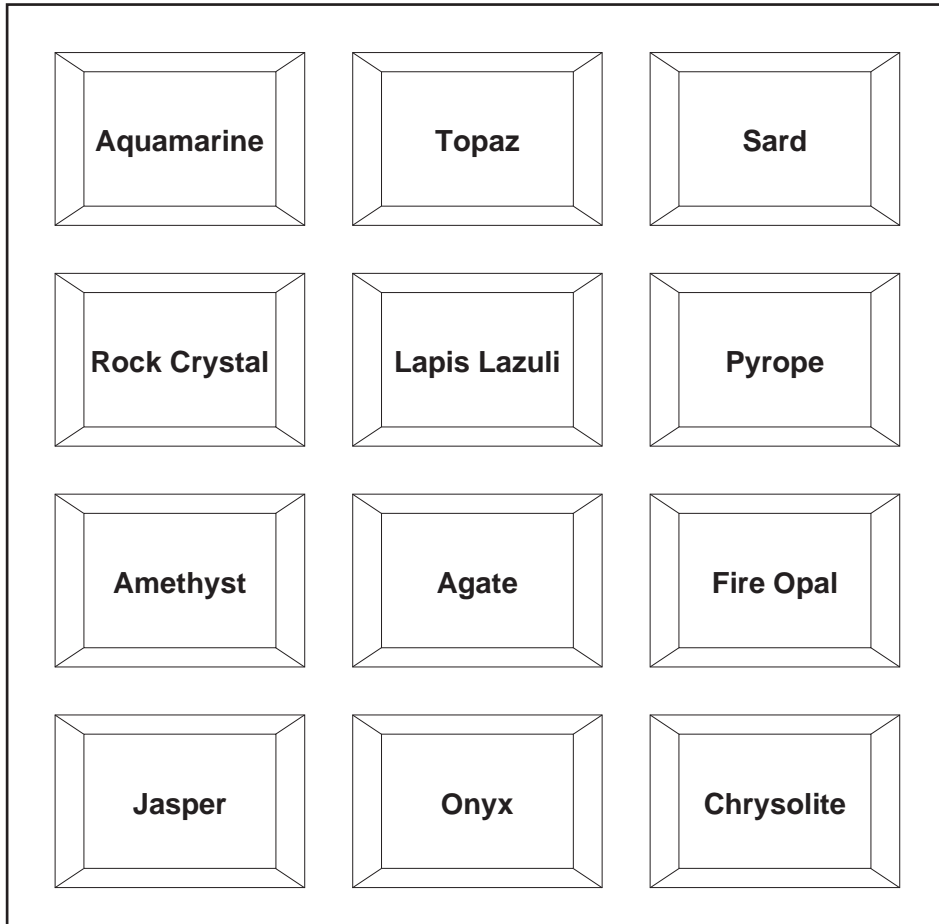 Aquamarine
Topaz
Sard
Rock Crystal
Lapis Lazuli
Pyrope
Amethyst
Agate
Fire Opal
Jasper
Onyx
Chrysolite